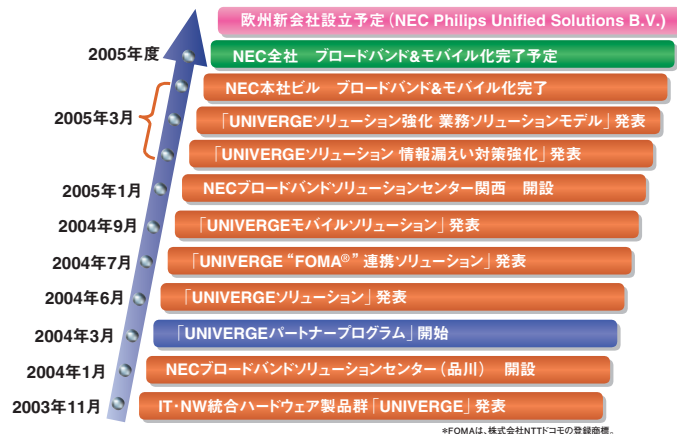 欧州新会社設立予定（NEC Philips Unified Solutions B.V.）
2005年度
NEC全社　ブロードバンド&モバイル化完了予定
NEC本社ビル　ブロードバンド&モバイル化完了
2005年3月
「UNIVERGEソリューション強化 業務ソリューションモデル」発表
「UNIVERGEソリューション 情報漏えい対策強化」発表
2005年1月
NECブロードバンドソリューションセンター関西　開設
2004年9月
「UNIVERGEモバイルソリューション」発表
2004年7月
「UNIVERGE “FOMA®” 連携ソリューション」発表
2004年6月
「UNIVERGEソリューション」発表
2004年3月
「UNIVERGEパートナープログラム」開始
2004年1月
NECブロードバンドソリューションセンター（品川）　開設
2003年11月
IT・NW統合ハードウェア製品群「UNIVERGE」発表
*FOMAは、株式会社NTTドコモの登録商標。